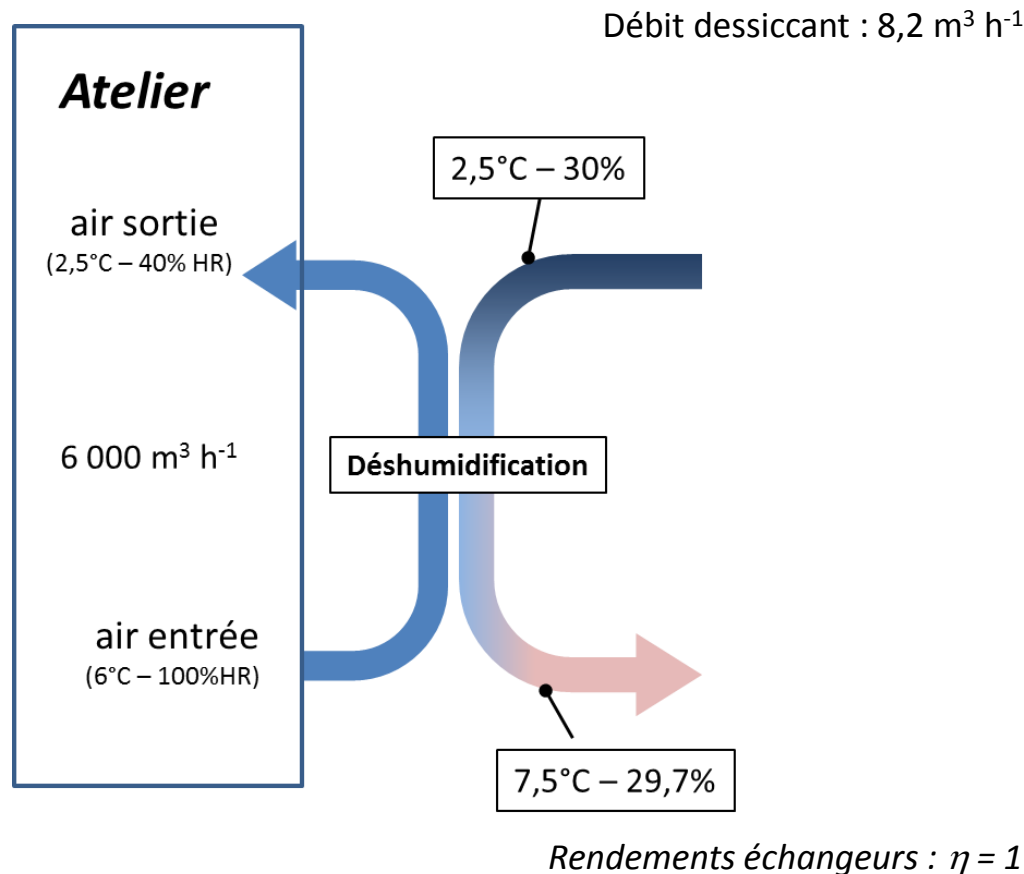 Débit dessiccant : 8,2 m³ h⁻¹
Atelier
2,5°C – 30%
air sortie
(2,5°C – 40% HR)
6 000 m³ h⁻¹
Déshumidification
air entrée
(6°C – 100%HR)
7,5°C – 29,7%
Rendements échangeurs : η = 1